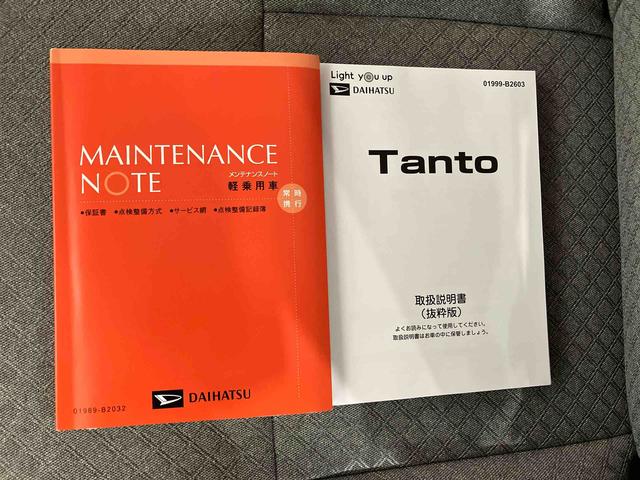 MAINTENANCE
NOTE
メンテナンスノート
軽乗用車
常時
携行
●保証書 ●点検整備方式 ●サービス網 ●点検整備記録簿
DAIHATSU
01989-B2032
Light you up
DAIHATSU
01999-B2603
Tanto
取扱説明書
（抜粋版）
よくお読みになって使用してください。
取扱説明書はお車の中に保管しましょう。